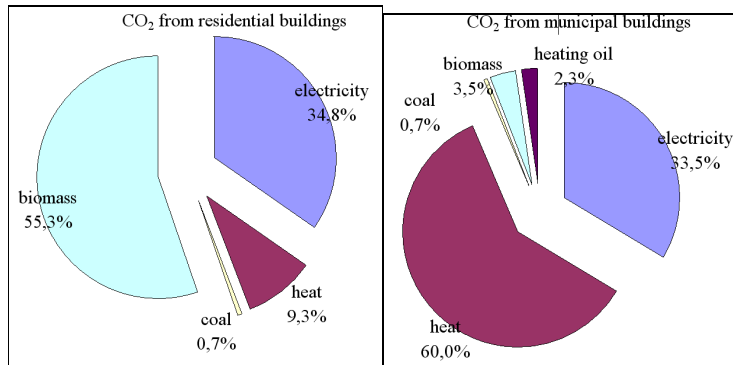 CO₂ from residential buildings
electricity
34,8%
biomass
55,3%
heat
9,3%
coal
0,7%
CO₂ from municipal buildings
heating oil
2,3%
biomass
3,5%
coal
0,7%
electricity
33,5%
heat
60,0%